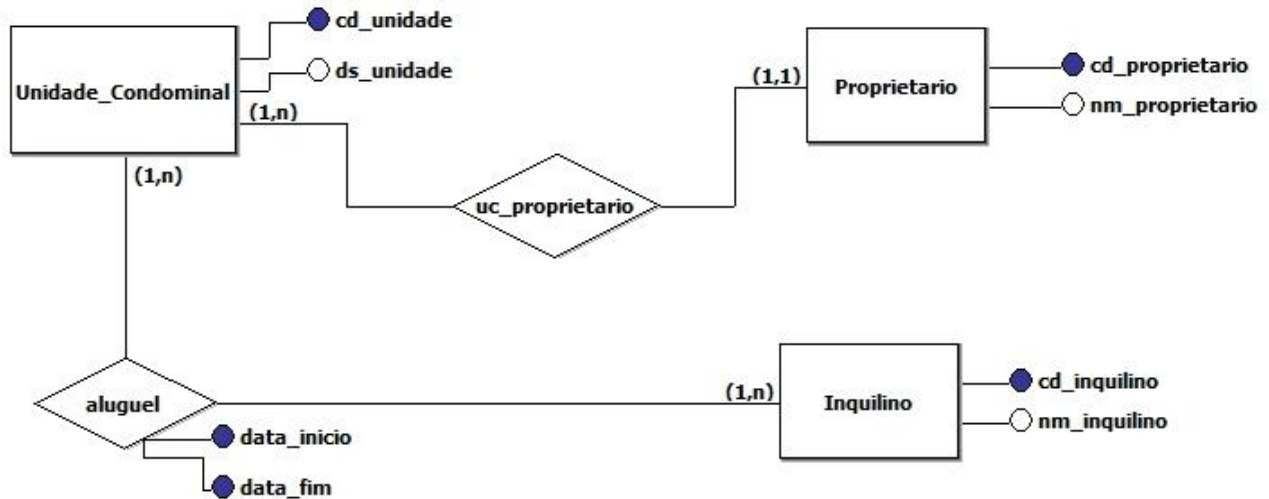 cd_unidade
ds_unidade
Unidade_Condominal
(1,n)
(1,n)
(1,1)
Proprietario
cd_proprietario
nm_proprietario
uc_proprietario
aluguel
data_inicio
data_fim
(1,n)
Inquilino
cd_inquilino
nm_inquilino